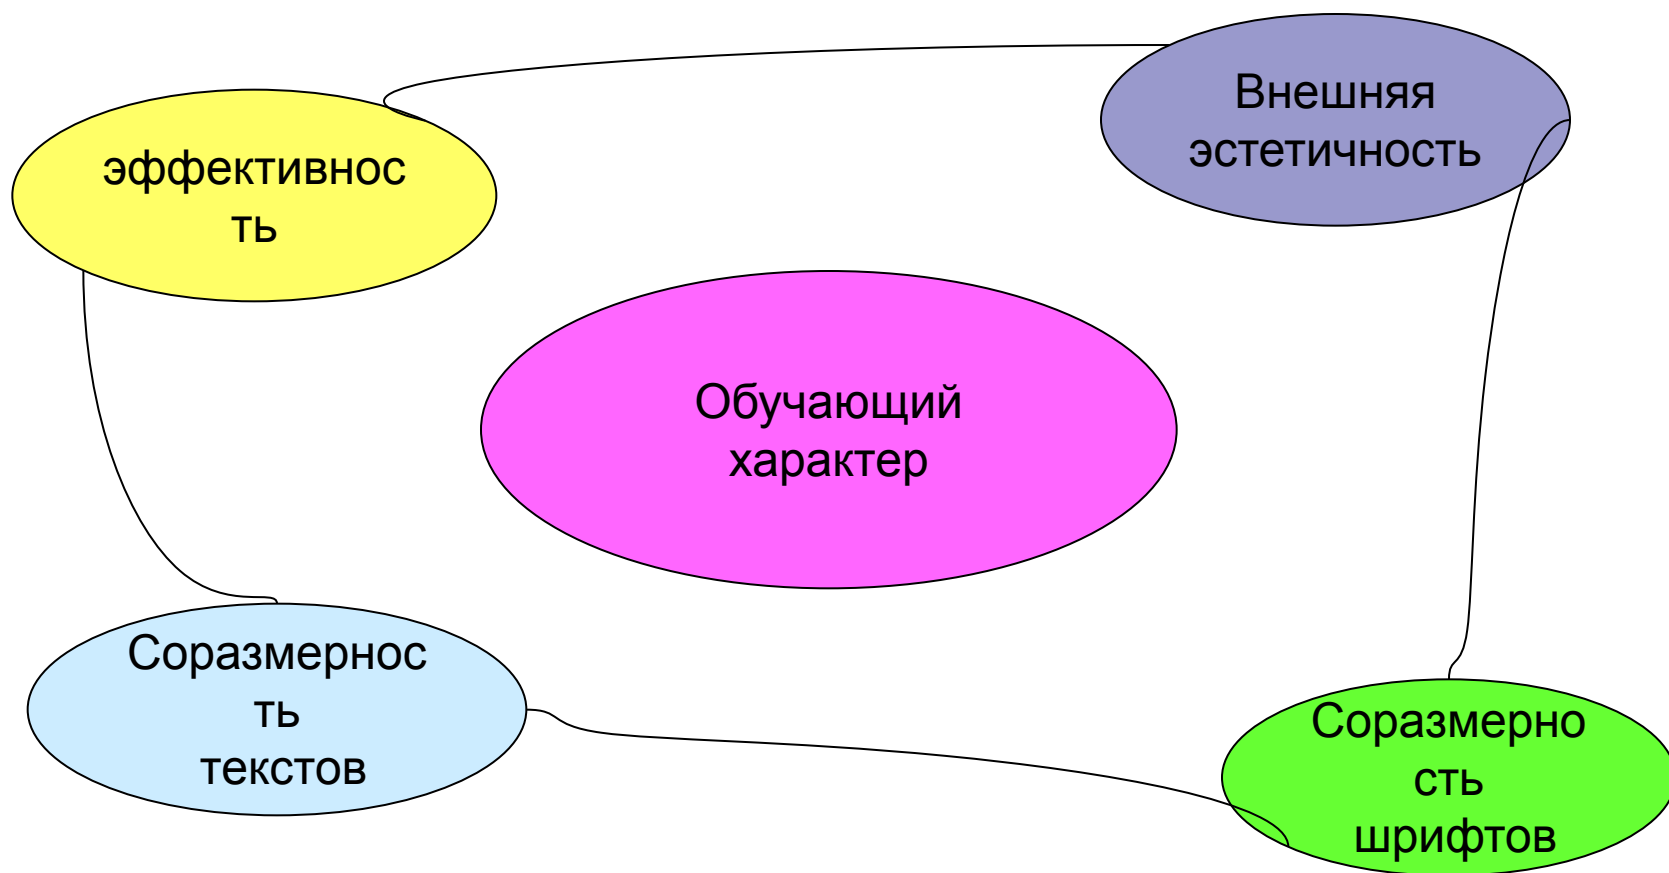 Внешняя
эстетичность
эффективнос
ть
Обучающий
характер
Соразмернос
ть
текстов
Соразмерно
сть
шрифтов